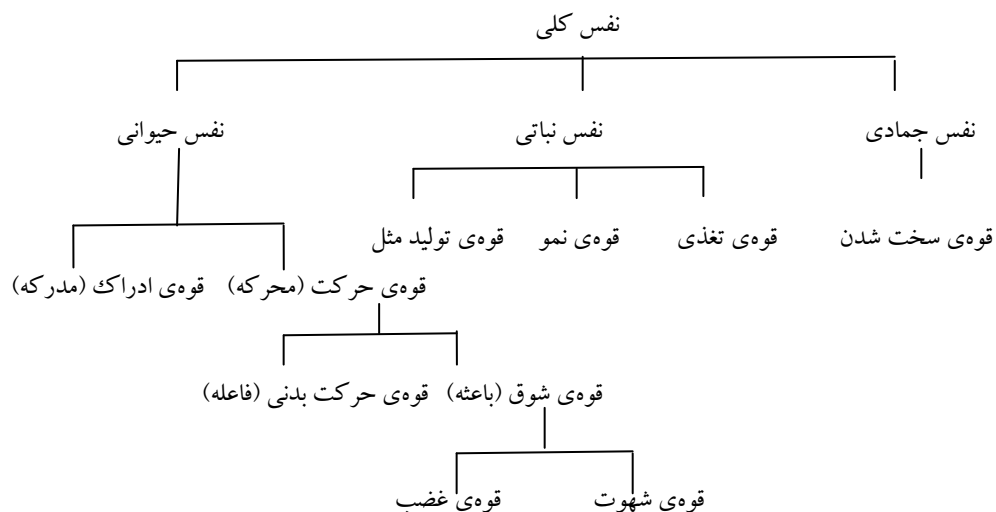 نفس کلی
نفس جمادی نفس نباتی نفس حیوانی
قوه‌ی سخت شدن قوه‌ی تغذی قوه‌ی نمو قوه‌ی تولید مثل
قوه‌ی حرکت (محرکه) قوه‌ی ادراک (مدرکه)
قوه‌ی شوق (باعثه) قوه‌ی حرکت بدنی (فاعله)
قوه‌ی شهوت قوه‌ی غضب